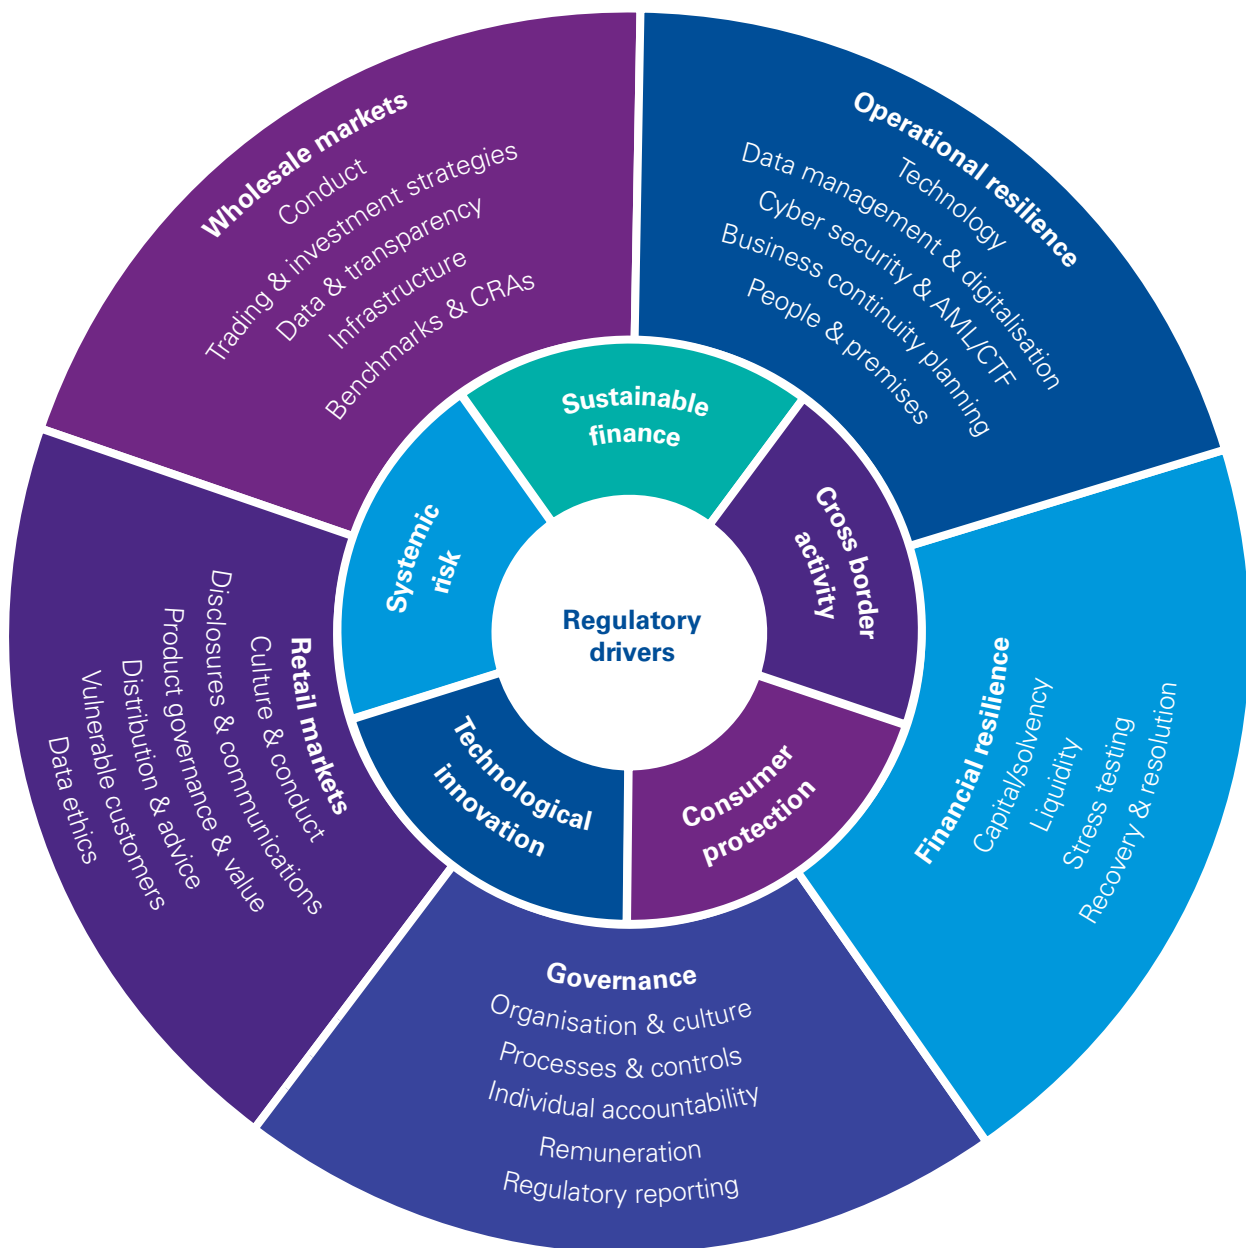 Wholesale markets
Conduct
Trading & investment strategies
Data & transparency
Infrastructure
Benchmarks & CRAs
Operational resilience
Technology
Data management & digitalisation
Cyber security & AML/CTF
Business continuity planning
People & premises
Financial resilience
Capital/solvency
Liquidity
Stress testing
Recovery & resolution
Governance
Organisation & culture
Processes & controls
Individual accountability
Remuneration
Regulatory reporting
Retail markets
Culture & conduct
Disclosures & communications
Product governance & value
Distribution & advice
Vulnerable customers
Data ethics
Sustainable
finance
Cross border
activity
Consumer
protection
Technological
innovation
Systemic
risk
Regulatory
drivers